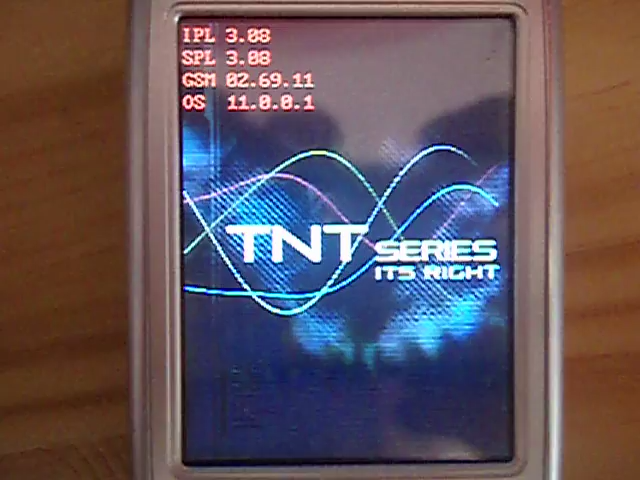 IPL 3.08
SPL 3.08
GSM 02.69.11
OS 11.0.0.1
TNT SERIES
ITS RIGHT